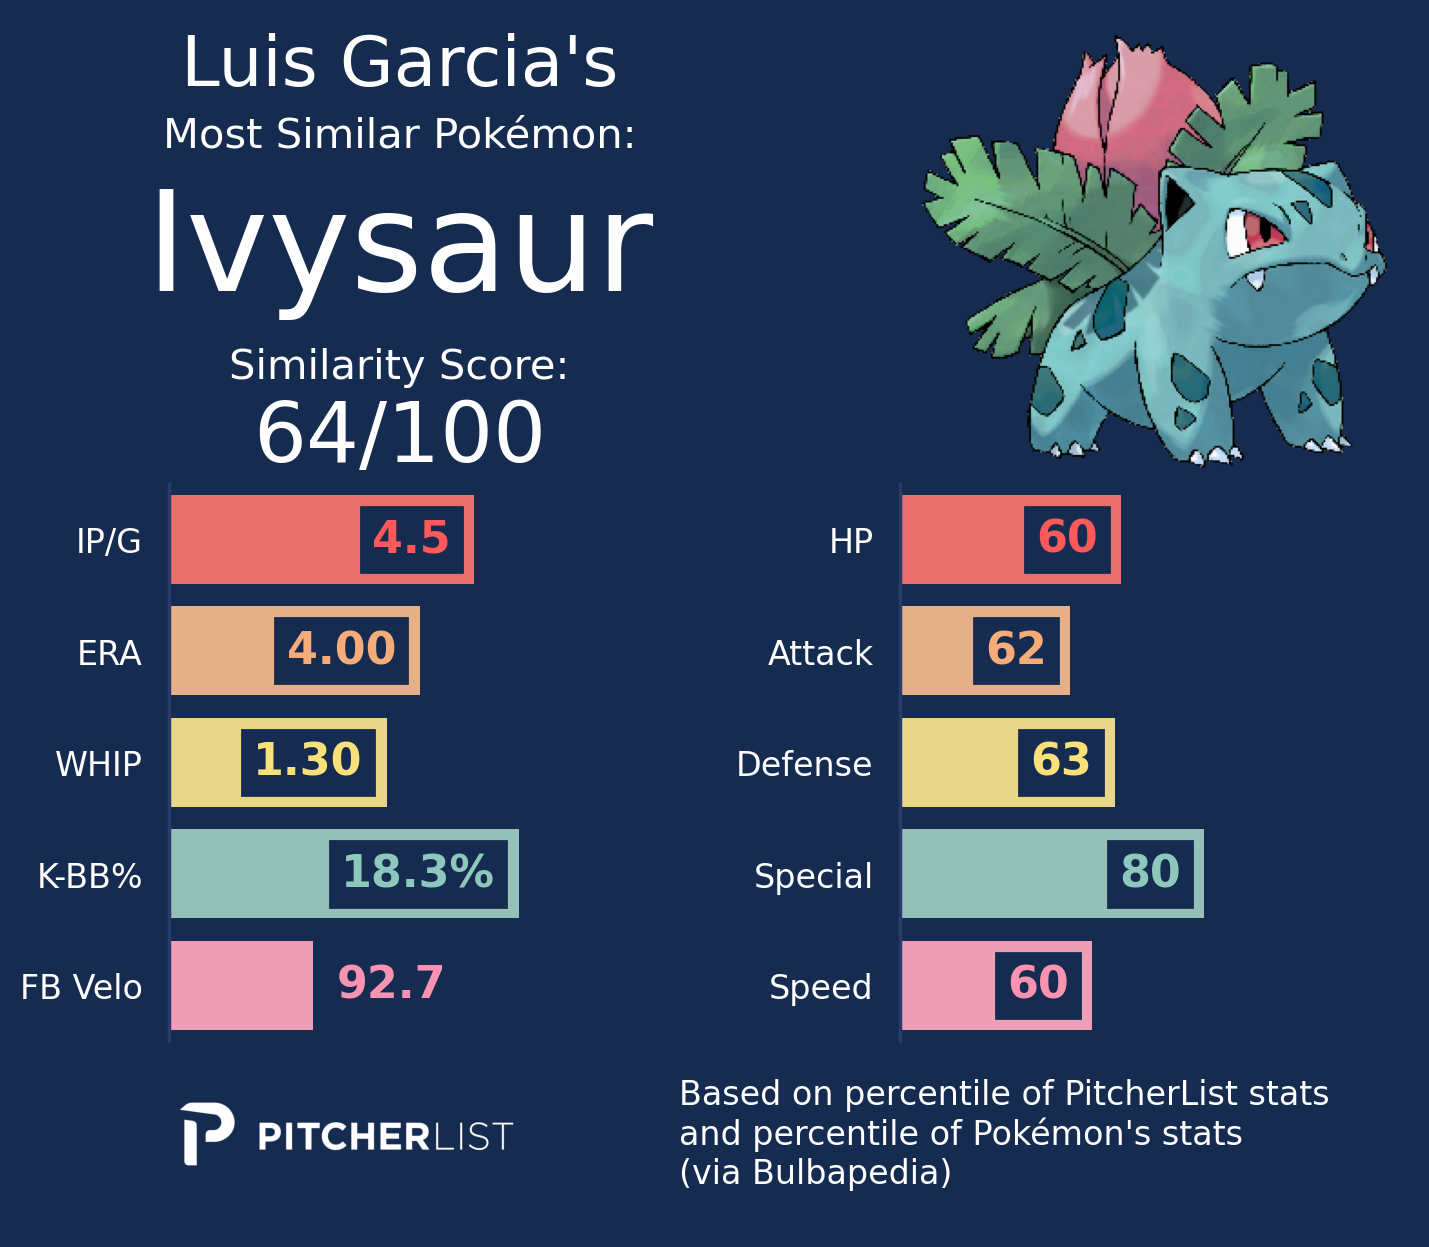 Luis Garcia's
Most Similar Pokémon:
Ivysaur
Similarity Score:
64/100
IP/G 4.5
ERA 4.00
WHIP 1.30
K-BB% 18.3%
FB Velo 92.7
HP 60
Attack 62
Defense 63
Special 80
Speed 60
PITCHERLIST
Based on percentile of PitcherList stats
and percentile of Pokémon's stats
(via Bulbapedia)